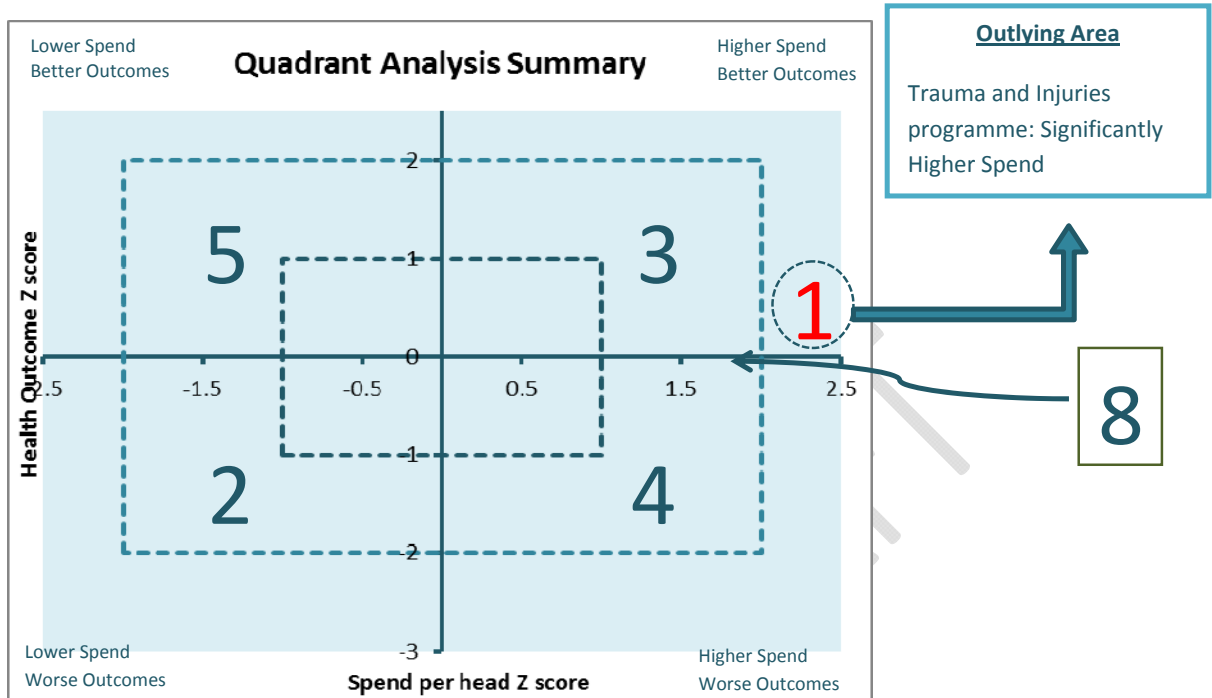 Lower Spend
Better Outcomes
Quadrant Analysis Summary
Higher Spend
Better Outcomes
Outlying Area
Trauma and Injuries
programme: Significantly
Higher Spend
2
5
3
1
1
0
2.5
-1.5
-0.5
0.5
1.5
2.5
8
-1
2
4
-2
-3
Health Outcome Z score
Lower Spend
Worse Outcomes
Spend per head Z score
Higher Spend
Worse Outcomes